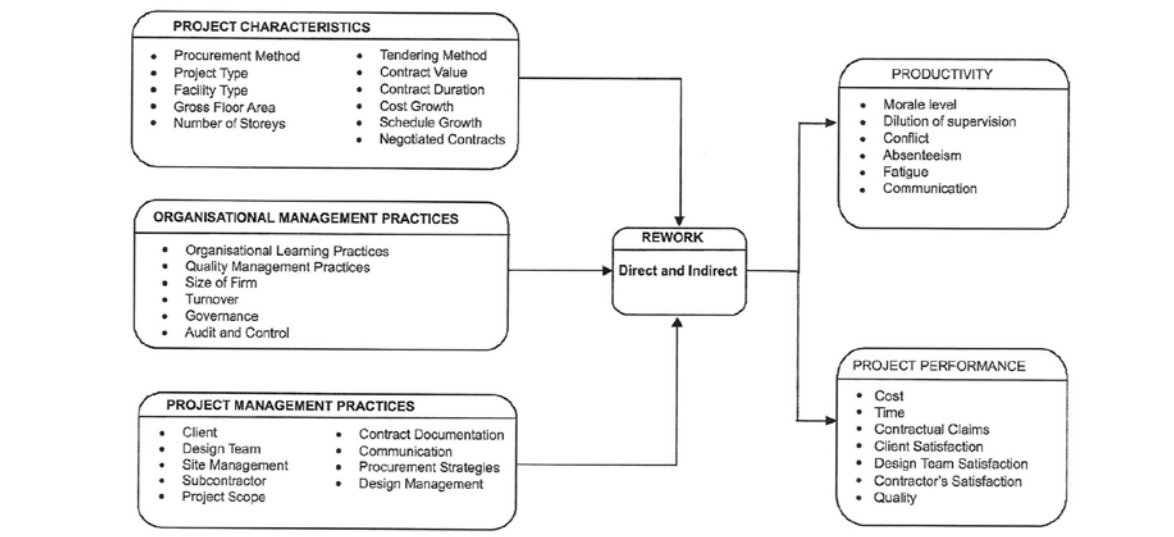 PROJECT CHARACTERISTICS
• Procurement Method
• Project Type
• Facility Type
• Gross Floor Area
• Number of Storeys
• Tendering Method
• Contract Value
• Contract Duration
• Cost Growth
• Schedule Growth
• Negotiated Contracts
ORGANISATIONAL MANAGEMENT PRACTICES
• Organisational Learning Practices
• Quality Management Practices
• Size of Firm
• Turnover
• Governance
• Audit and Control
PROJECT MANAGEMENT PRACTICES
• Client
• Design Team
• Site Management
• Subcontractor
• Project Scope
• Contract Documentation
• Communication
• Procurement Strategies
• Design Management
REWORK
Direct and Indirect
PRODUCTIVITY
• Morale level
• Dilution of supervision
• Conflict
• Absenteeism
• Fatigue
• Communication
PROJECT PERFORMANCE
• Cost
• Time
• Contractual Claims
• Client Satisfaction
• Design Team Satisfaction
• Contractor's Satisfaction
• Quality